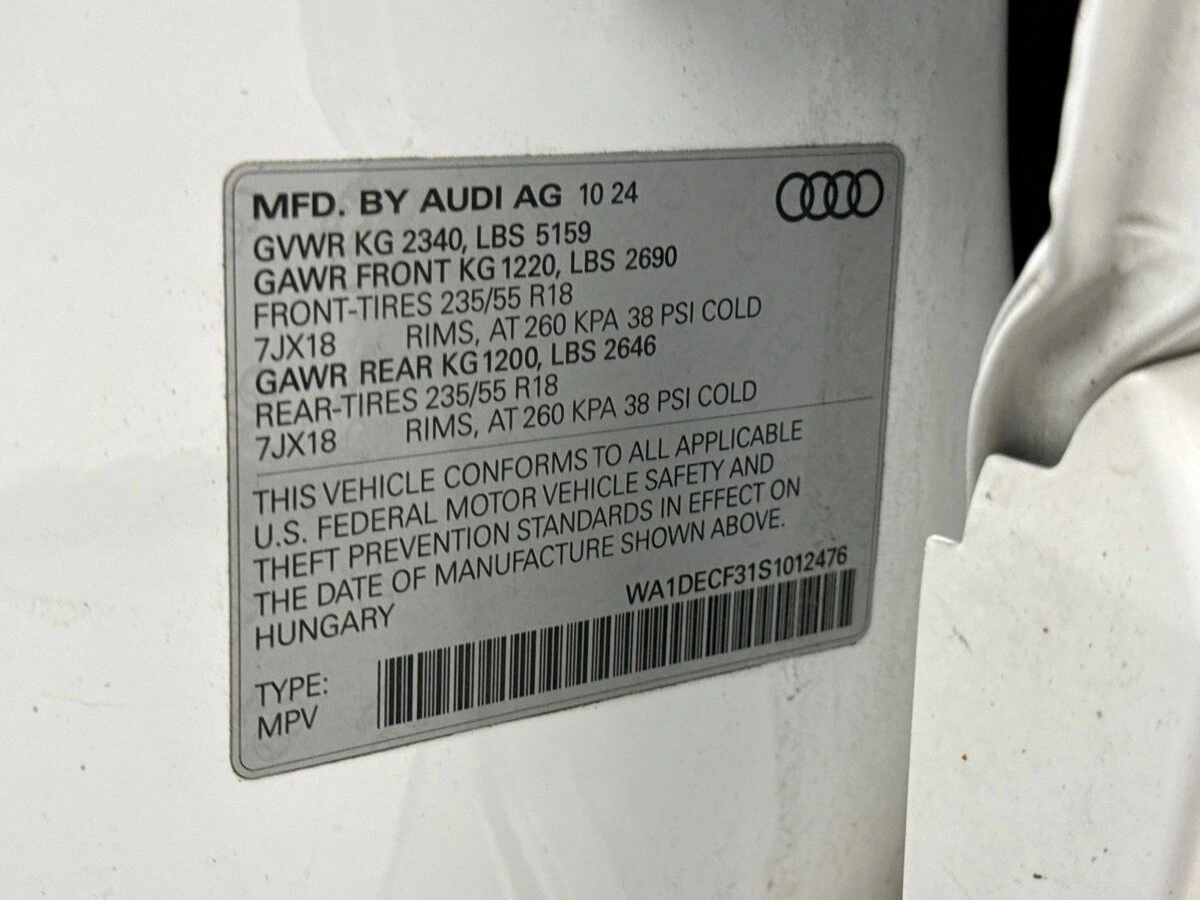 MFD. BY AUDI AG 10 24
GVWR KG 2340, LBS 5159
GAWR FRONT KG 1220, LBS 2690
FRONT-TIRES 235/55 R18
7JX18 RIMS, AT 260 KPA 38 PSI COLD
GAWR REAR KG 1200, LBS 2646
REAR-TIRES 235/55 R18
7JX18 RIMS, AT 260 KPA 38 PSI COLD
THIS VEHICLE CONFORMS TO ALL APPLICABLE
U.S. FEDERAL MOTOR VEHICLE SAFETY AND
THEFT PREVENTION STANDARDS IN EFFECT ON
THE DATE OF MANUFACTURE SHOWN ABOVE.
HUNGARY WA1DECF31S1012476
TYPE:
MPV